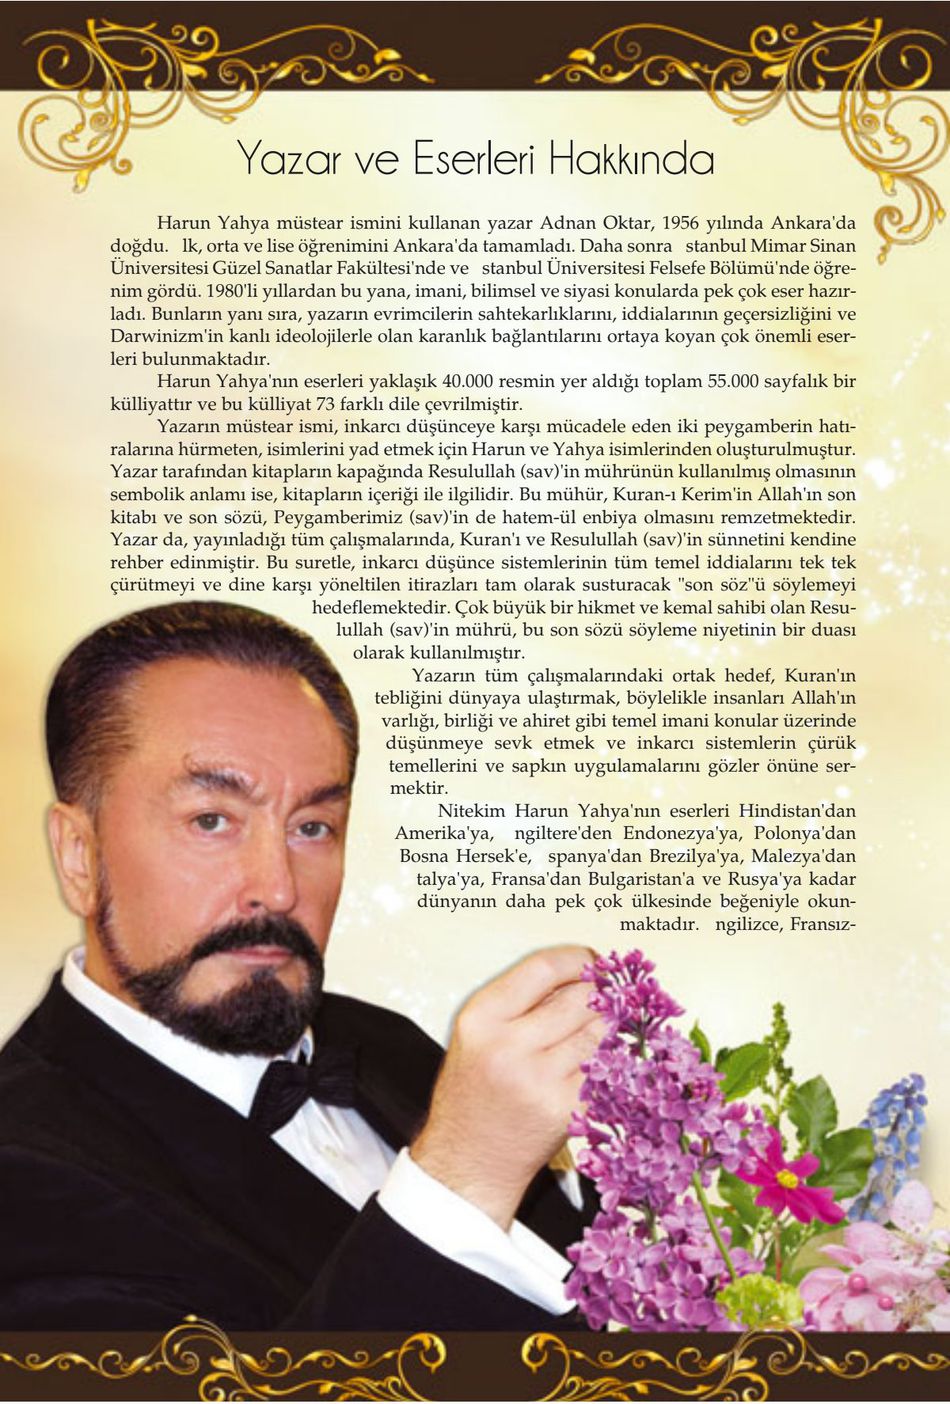 Yazar ve Eserleri Hakkında
Harun Yahya müstear ismini kullanan yazar Adnan Oktar, 1956 yılında Ankara'da
doğdu. lk, orta ve lise öğrenimini Ankara'da tamamladı. Daha sonra stanbul Mimar Sinan
Üniversitesi Güzel Sanatlar Fakültesi'nde ve stanbul Üniversitesi Felsefe Bölümü'nde öğre-
nim gördü. 1980'li yıllardan bu yana, imani, bilimsel ve siyasi konularda pek çok eser hazır-
ladı. Bunların yanı sıra, yazarın evrimcilerin sahtekarlıklarını, iddialarının geçersizliğini ve
Darwinizm'in kanlı ideolojilerle olan karanlık bağlantılarını ortaya koyan çok önemli eser-
leri bulunmaktadır.
Harun Yahya'nın eserleri yaklaşık 40.000 resmin yer aldığı toplam 55.000 sayfalık bir
külliyattır ve bu külliyat 73 farklı dile çevrilmiştir.
Yazarın müstear ismi, inkarcı düşünceye karşı mücadele eden iki peygamberin hatı-
ralarına hürmeten, isimlerini yad etmek için Harun ve Yahya isimlerinden oluşturulmuştur.
Yazar tarafından kitapların kapağında Resulullah (sav)'in mührünün kullanılmış olmasının
sembolik anlamı ise, kitapların içeriği ile ilgilidir. Bu mühür, Kuran-ı Kerim'in Allah'ın son
kitabı ve son sözü, Peygamberimiz (sav)'in de hatem-ül enbiya olmasını remzetmektedir.
Yazar da, yayınladığı tüm çalışmalarında, Kuran'ı ve Resulullah (sav)'in sünnetini kendine
rehber edinmiştir. Bu suretle, inkarcı düşünce sistemlerinin tüm temel iddialarını tek tek
çürütmeyi ve dine karşı yöneltilen itirazları tam olarak susturacak "son söz"ü söylemeyi
hedeflemektedir. Çok büyük bir hikmet ve kemal sahibi olan Resu-
lullah (sav)'in mührü, bu son sözü söyleme niyetinin bir duası
olarak kullanılmıştır.
Yazarın tüm çalışmalarındaki ortak hedef, Kuran'ın
tebliğini dünyaya ulaştırmak, böylelikle insanları Allah'ın
varlığı, birliği ve ahiret gibi temel imani konular üzerinde
düşünmeye sevk etmek ve inkarcı sistemlerin çürük
temellerini ve sapkın uygulamalarını gözler önüne ser-
mektir.
Nitekim Harun Yahya'nın eserleri Hindistan'dan
Amerika'ya, ngiltere'den Endonezya'ya, Polonya'dan
Bosna Hersek'e, spanya'dan Brezilya'ya, Malezya'dan
talya'ya, Fransa'dan Bulgaristan'a ve Rusya'ya kadar
dünyanın daha pek çok ülkesinde beğeniyle okun-
maktadır. ngilizce, Fransız-